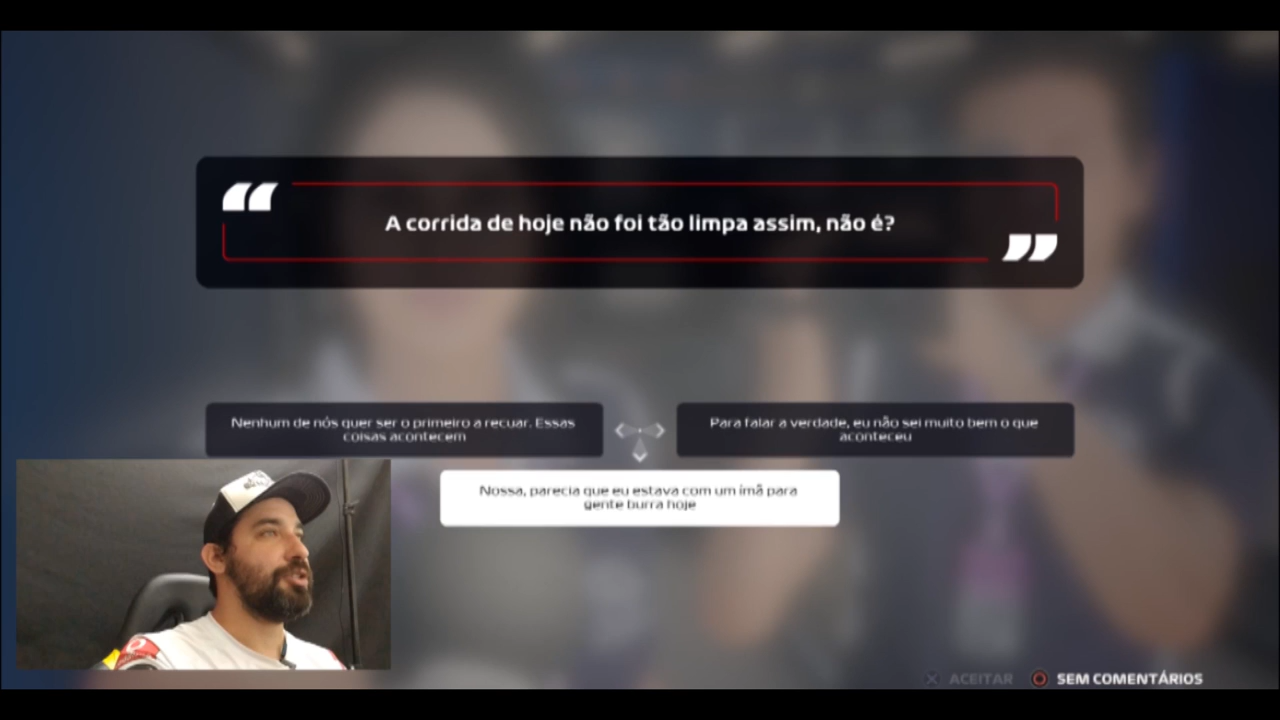 A corrida de hoje não foi tão limpa assim, não é?
Nenhum de nós quer ser o primeiro a recuar. Essas
coisas acontecem
Para falar a verdade, eu não sei muito bem o que
aconteceu
Nossa, parecia que eu estava com um imã para
gente burra hoje
ACEITAR
SEM COMENTÁRIOS